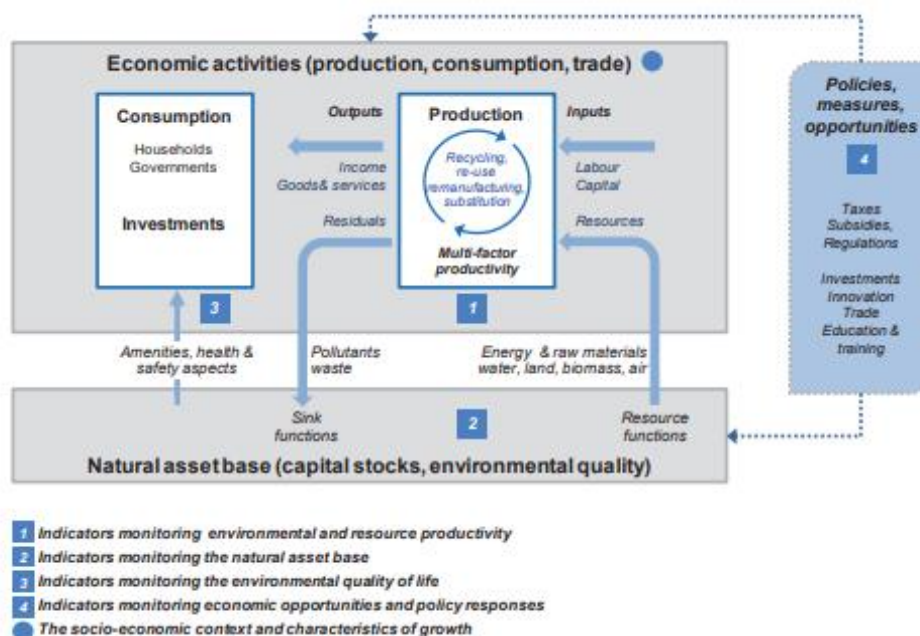 Economic activities (production, consumption, trade)
Consumption
Households
Governments
Investments
3
Outputs
Income
Goods& services
Residuals
Production
Recycling,
re-use
remanufacturing,
substitution
Multi-factor
productivity
1
Inputs
Labour
Capital
Resources
Policies,
measures,
opportunities
4
Taxes
Subsidies,
Regulations
Investments
Innovation
Trade
Education &
training
Amenities, health &
safety aspects
Pollutants
waste
Energy & raw materials
water, land, biomass, air
Sink
functions
2
Resource
functions
Natural asset base (capital stocks, environmental quality)
1 Indicators monitoring environmental and resource productivity
2 Indicators monitoring the natural asset base
3 Indicators monitoring the environmental quality of life
4 Indicators monitoring economic opportunities and policy responses
The socio-economic context and characteristics of growth